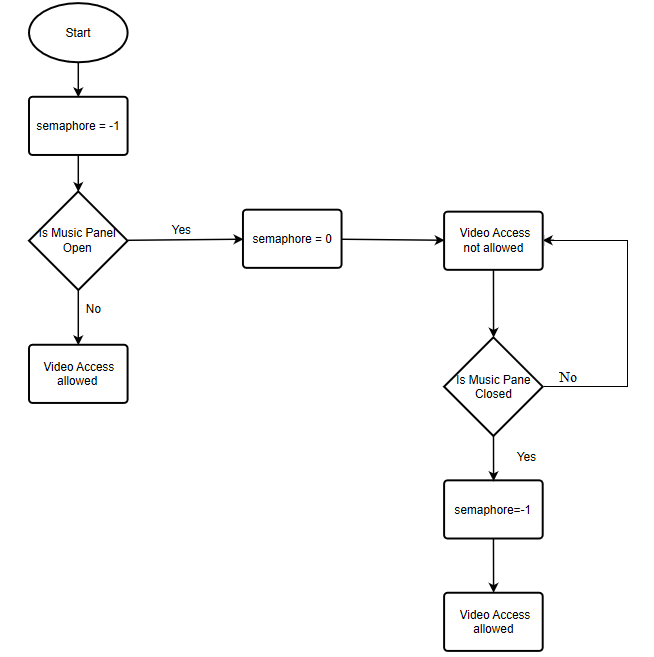 Start
semaphore = -1
Is Music Panel
Open
Yes
semaphore = 0
Video Access
not allowed
No
Video Access
allowed
Is Music Pane
Closed
No
Yes
semaphore=-1
Video Access
allowed